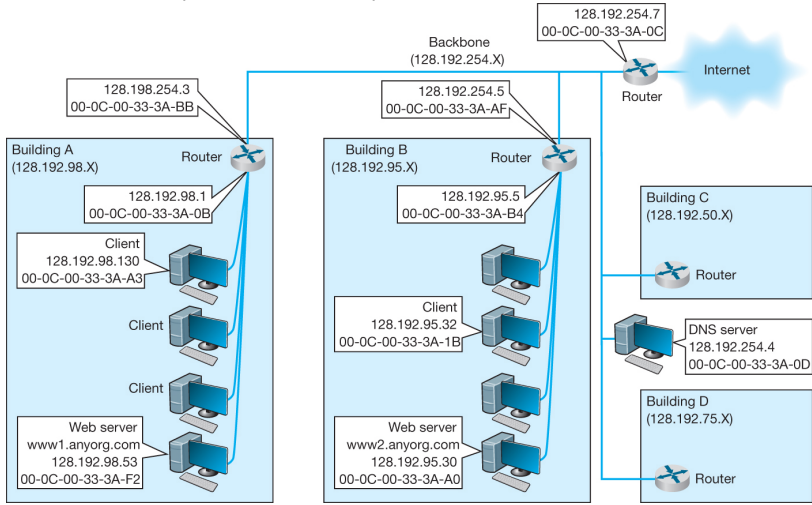 128.192.254.7
00-0C-00-33-3A-0C
Backbone
(128.192.254.X)
Internet
Router
128.198.254.3
00-0C-00-33-3A-BB
128.192.254.5
00-0C-00-33-3A-AF
Building A
(128.192.98.X)
Router
128.192.98.1
00-0C-00-33-3A-0B
Client
128.192.98.130
00-0C-00-33-3A-A3
Client
Client
Web server
www1.anyorg.com
128.192.98.53
00-0C-00-33-3A-F2
Building B
(128.192.95.X)
Router
128.192.95.5
00-0C-00-33-3A-B4
Client
128.192.95.32
00-0C-00-33-3A-1B
Web server
www2.anyorg.com
128.192.95.30
00-0C-00-33-3A-A0
Building C
(128.192.50.X)
Router
DNS server
128.192.254.4
00-0C-00-33-3A-0D
Building D
(128.192.75.X)
Router